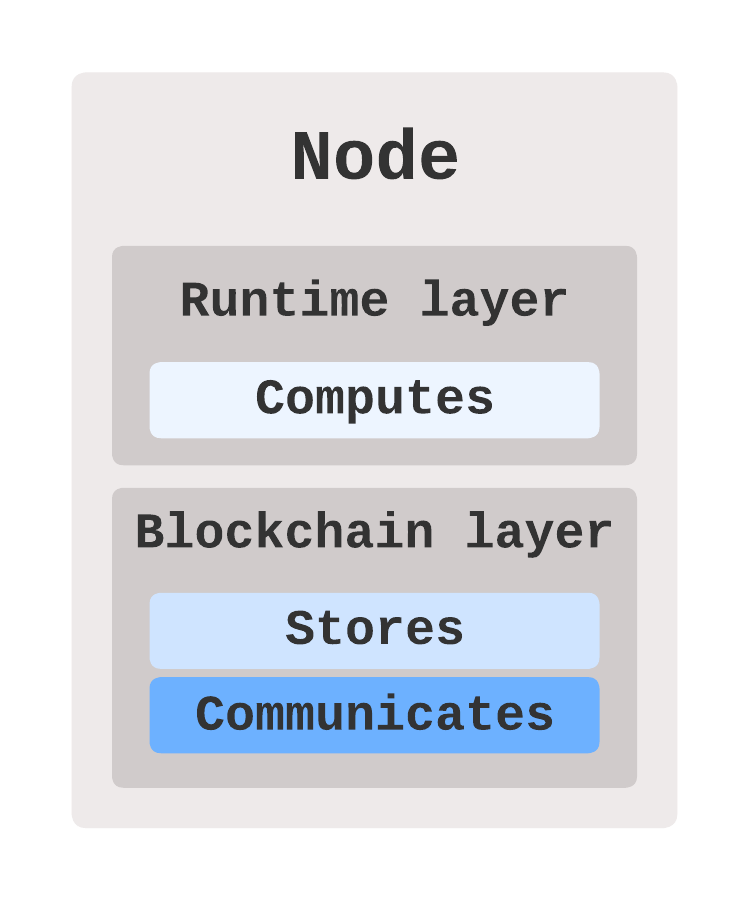 Node
Runtime layer
Computes
Blockchain layer
Stores
Communicates